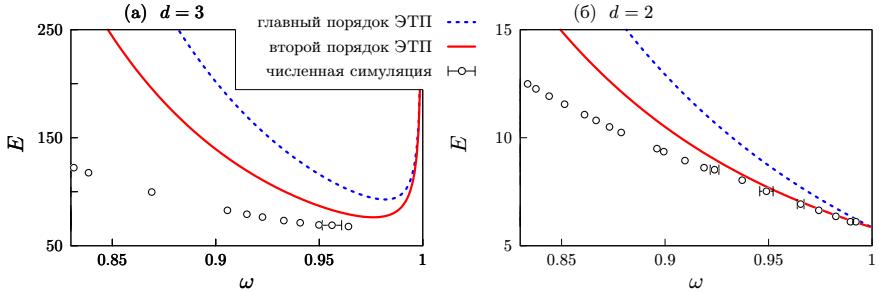 (а) d = 3
главный порядок ЭТП
второй порядок ЭТП
численная симуляция
250
150
50
E
0.85
0.9
0.95
1
ω
(б) d = 2
15
10
5
E
0.85
0.9
0.95
1
ω